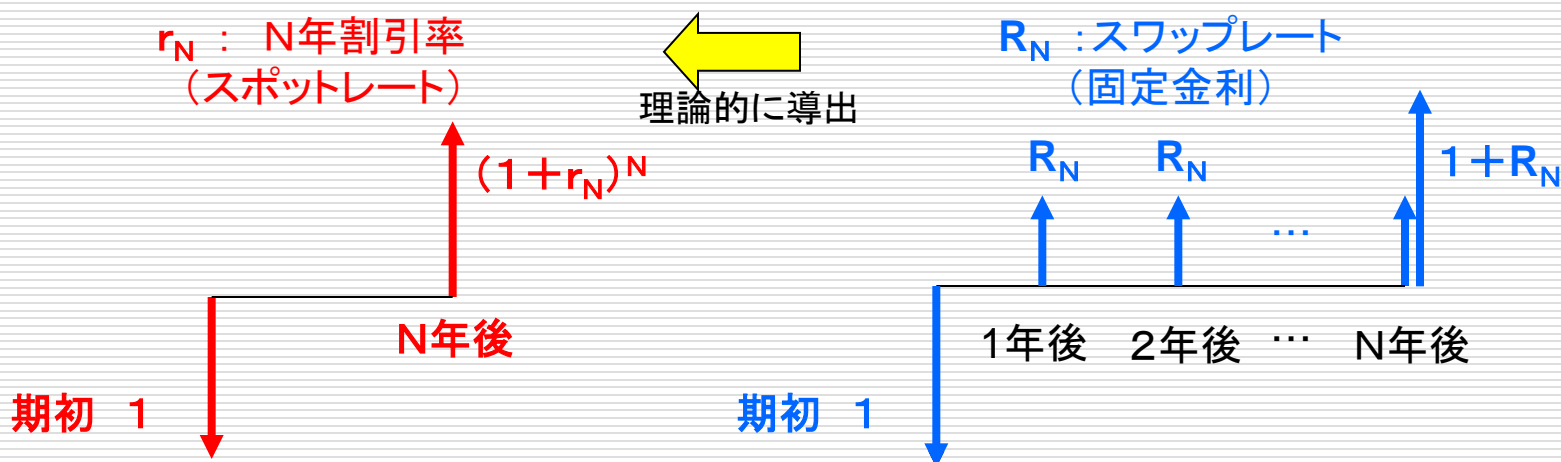 rN : N年割引率
(スポットレート)
理論的に導出
RN :スワップレート
(固定金利)
(1+rN)N
RN RN
…
1+RN
N年後
期初 1
1年後 2年後 … N年後
期初 1